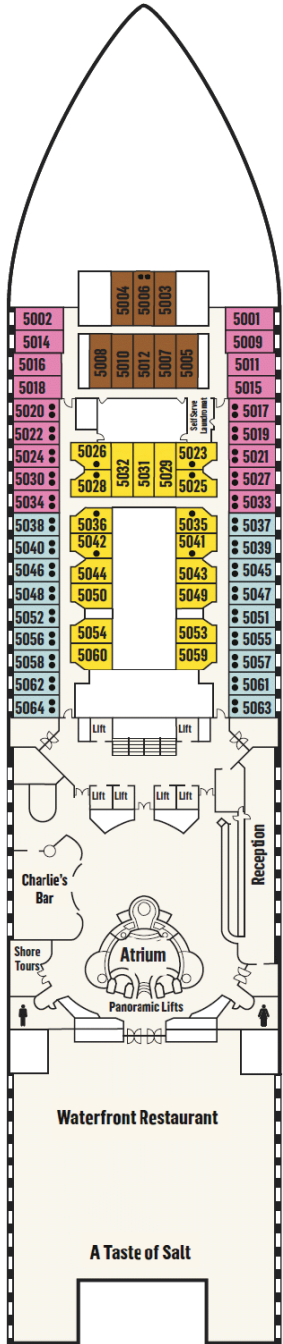 5004 5006 5003
5002 5001
5014 5009
5008 5010 5012 5007 5005
5016 5011
5018 5015
5020 5017
Self Serve
Laundromat
5022 5019
5024 5026 5023 5021
5032 5031 5029
5030 5028 5025 5027
5034 5033
5038 5036 5035 5037
5040 5042 5041 5039
5046 5044 5043 5045
5048 5050 5049 5047
5052 5051
5056 5054 5053 5055
5058 5060 5059 5057
5062 5061
5064 5063
Lift Lift
Lift Lift Lift Lift
Reception
Charlie's
Bar
Shore
Tours
Atrium
Panoramic Lifts
Waterfront Restaurant
A Taste of Salt